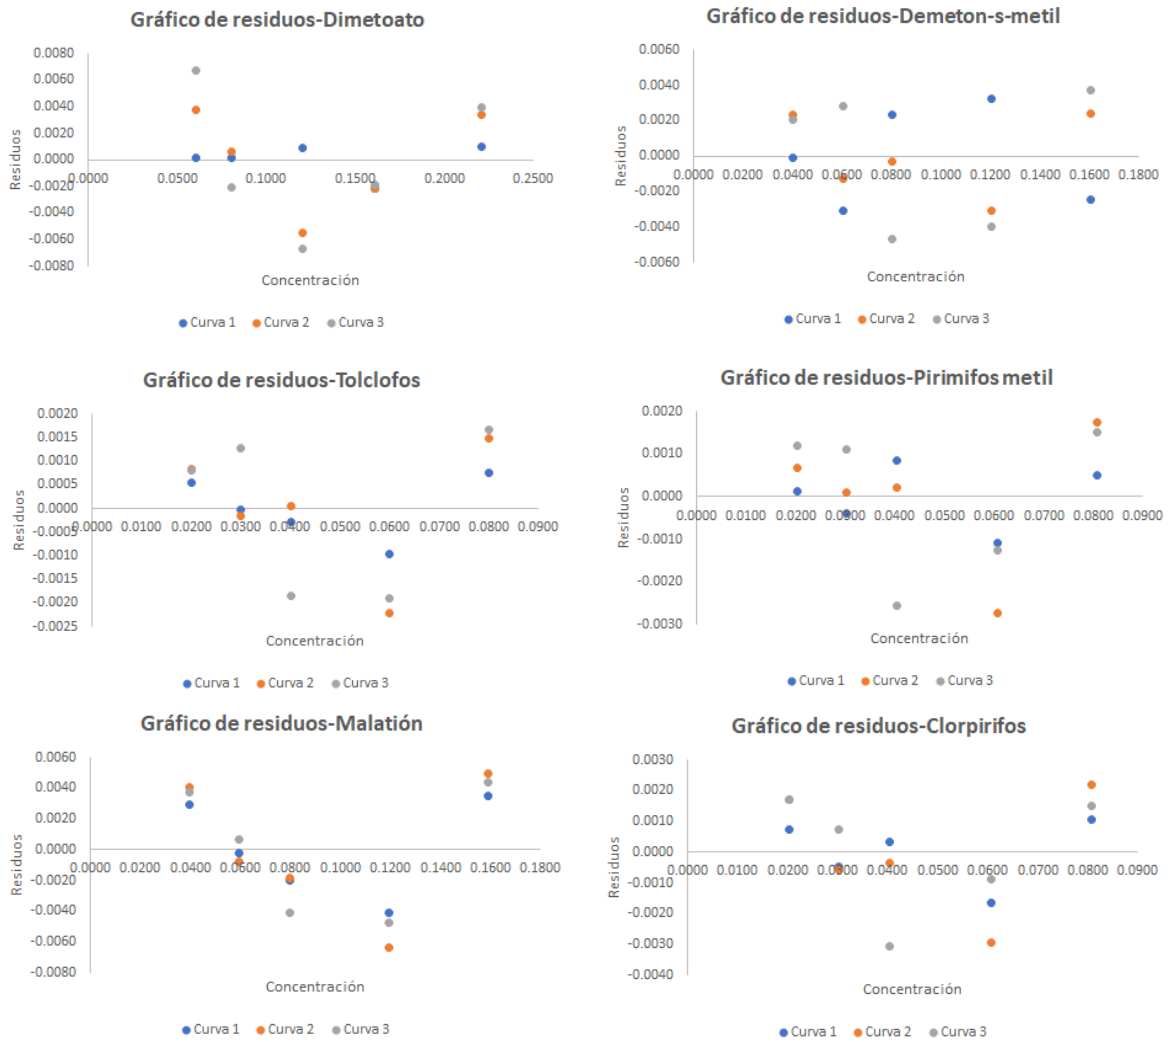 Gráfico de residuos-Dimetoato
0.0080
0.0060
0.0040
0.0020
0.0000
-0.0020
-0.0040
-0.0060
-0.0080
0.0000 0.0500 0.1000 0.1500 0.2000 0.2500
Residuos
Concentración
Curva 1 Curva 2 Curva 3
Gráfico de residuos-Demeton-s-metil
0.0060
0.0040
0.0020
0.0000
-0.0020
-0.0040
-0.0060
0.0000 0.0200 0.0400 0.0600 0.0800 0.1000 0.1200 0.1400 0.1600 0.1800
Residuos
Concentración
Curva 1 Curva 2 Curva 3
Gráfico de residuos-Tolclofos
0.0020
0.0015
0.0010
0.0005
0.0000
-0.0005
-0.0010
-0.0015
-0.0020
-0.0025
0.0000 0.0100 0.0200 0.0300 0.0400 0.0500 0.0600 0.0700 0.0800 0.0900
Residuos
Concentración
Curva 1 Curva 2 Curva 3
Gráfico de residuos-Pirimifos metil
0.0020
0.0010
0.0000
-0.0010
-0.0020
-0.0030
0.0000 0.0100 0.0200 0.0300 0.0400 0.0500 0.0600 0.0700 0.0800 0.0900
Residuos
Concentración
Curva 1 Curva 2 Curva 3
Gráfico de residuos-Malatión
0.0060
0.0040
0.0020
0.0000
-0.0020
-0.0040
-0.0060
-0.0080
0.0000 0.0200 0.0400 0.0600 0.0800 0.1000 0.1200 0.1400 0.1600 0.1800
Residuos
Concentración
Curva 1 Curva 2 Curva 3
Gráfico de residuos-Clorpirifos
0.0030
0.0020
0.0010
0.0000
-0.0010
-0.0020
-0.0030
-0.0040
0.0000 0.0100 0.0200 0.0300 0.0400 0.0500 0.0600 0.0700 0.0800 0.0900
Residuos
Concentración
Curva 1 Curva 2 Curva 3